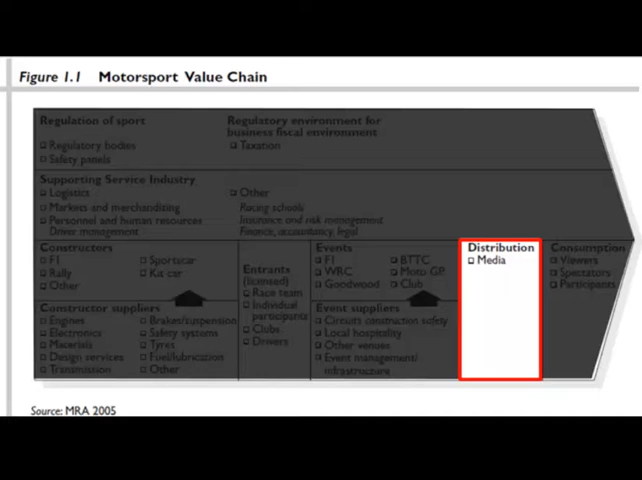 Figure 1.1 Motorsport Value Chain
Regulation of sport
❑ Regulatory bodies
❑ Safety panels
Regulatory environment for
business fiscal environment
❑ Taxation
Supporting Service Industry
❑ Logistics
❑ Markets and merchanditing
❑ Personnel and human resources
Driver management
❑ Other
Racing schools
Insurance and risk management
Finance, accountancy, legal
Constructors
❑ F1
❑ Rally
❑ Other
❑ Sportscar
❑ Kit car
Constructor suppliers
❑ Engines
❑ Electronics
❑ Materials
❑ Design services
❑ Transmission
❑ Brakes/suspension
❑ Safety systems
❑ Tyres
❑ Fuel/lubrication
❑ Other
Entrants
(licensed)
❑ Race team
❑ Individual
participants
❑ Clubs
❑ Drivers
Events
❑ F1
❑ WRC
❑ Goodwood
❑ BTTC
❑ Moto GP
❑ Club
Event suppliers
❑ Circuits construction safety
❑ Local hospitality
❑ Other venues
❑ Event management/
infrastructure
Distribution
❑ Media
Consumption
❑ Viewers
❑ Spectators
❑ Participants
Source: MRA 2005